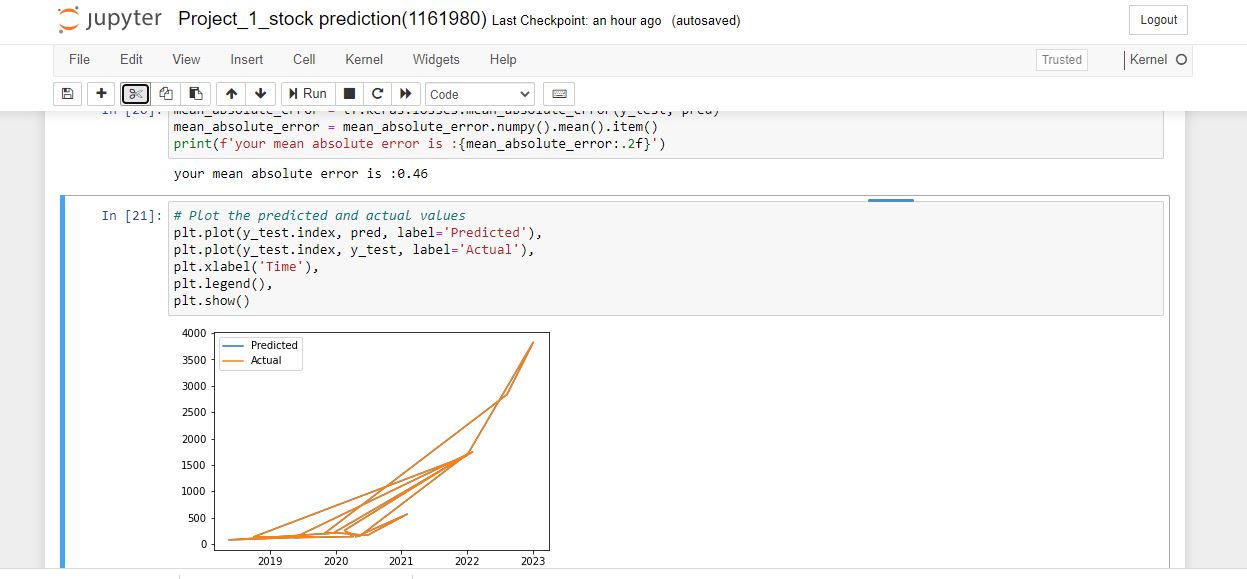 jupyter Project_1_stock prediction(1161980) Last Checkpoint: an hour ago (autosaved)
Logout
File Edit View Insert Cell Kernel Widgets Help
Trusted
Kernel
Run
Code
mean_absolute_error = mean_absolute_error.numpy().mean().item()
print(f'your mean absolute error is :{mean_absolute_error:.2f}')
your mean absolute error is :0.46
In [21]: # Plot the predicted and actual values
plt.plot(y_test.index, pred, label='Predicted'),
plt.plot(y_test.index, y_test, label='Actual'),
plt.xlabel('Time'),
plt.legend(),
plt.show()
4000
Predicted
3500
Actual
3000
2500
2000
1500
1000
500
0
2019 2020 2021 2022 2023